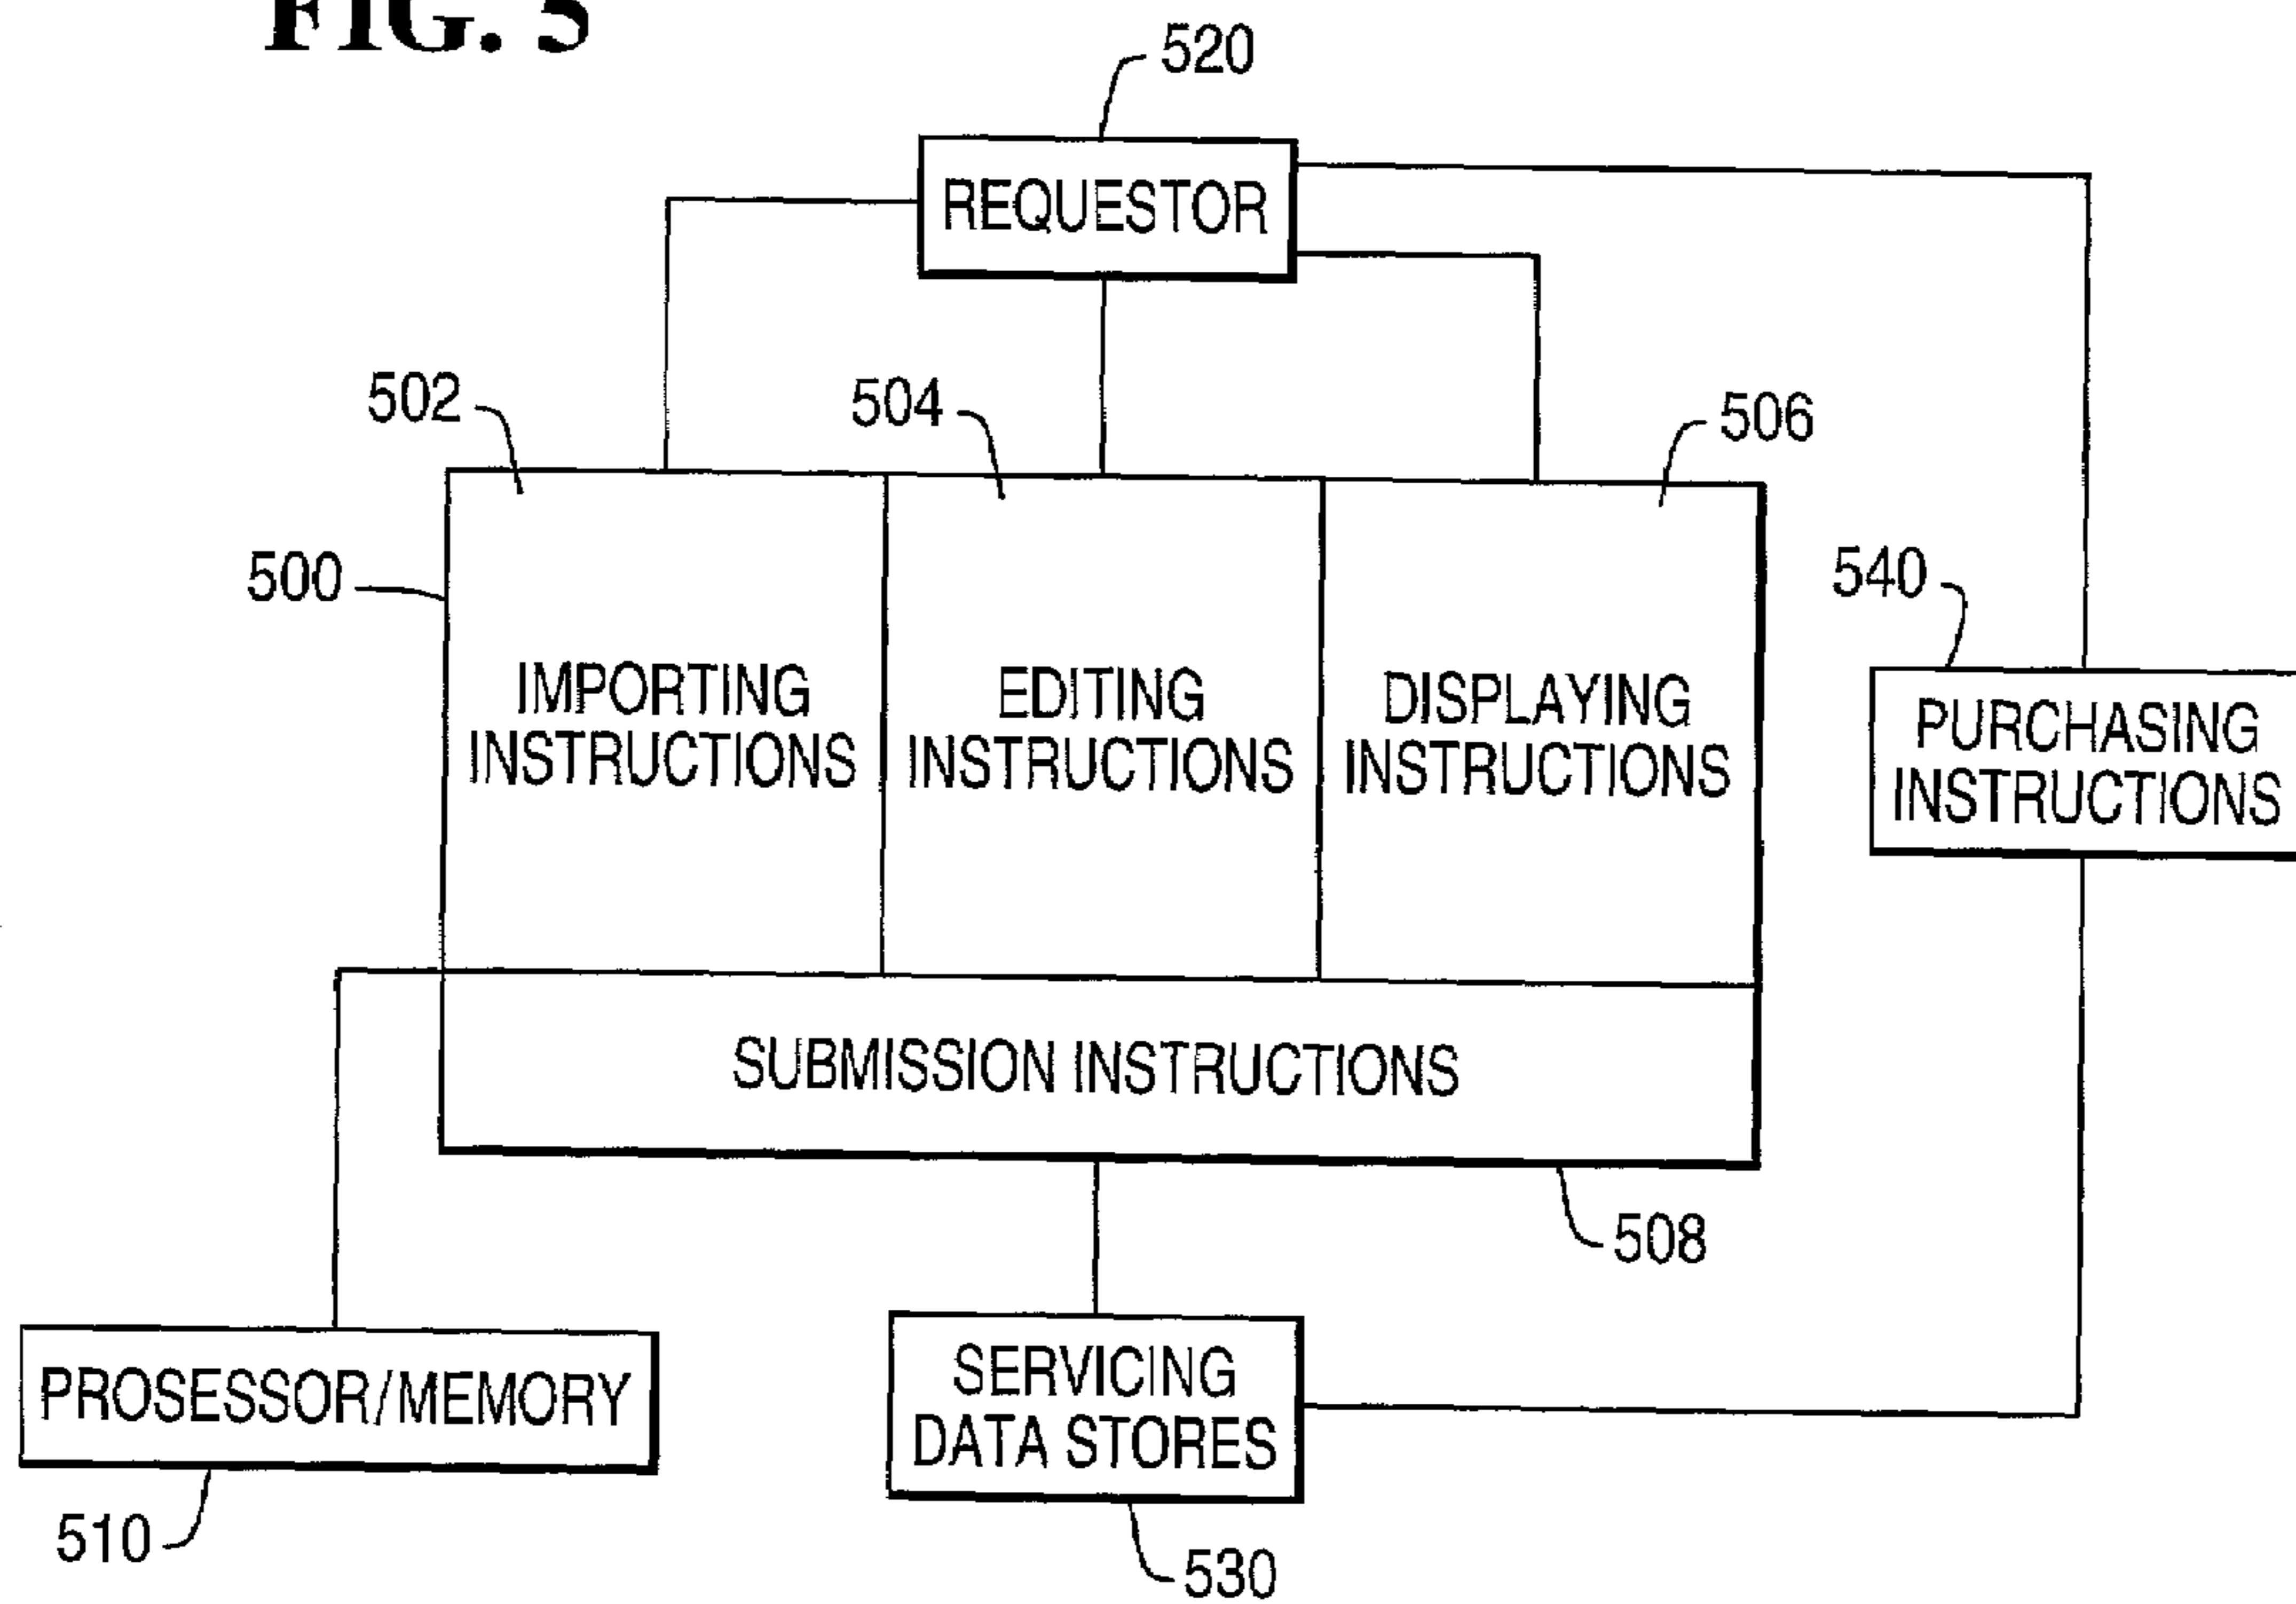 FIG. 5
520
REQUESTOR
502
504
506
500
540
IMPORTING
INSTRUCTIONS
EDITING
INSTRUCTIONS
DISPLAYING
INSTRUCTIONS
PURCHASING
INSTRUCTIONS
SUBMISSION INSTRUCTIONS
508
PROSESSOR/MEMORY
SERVICING
DATA STORES
510
530